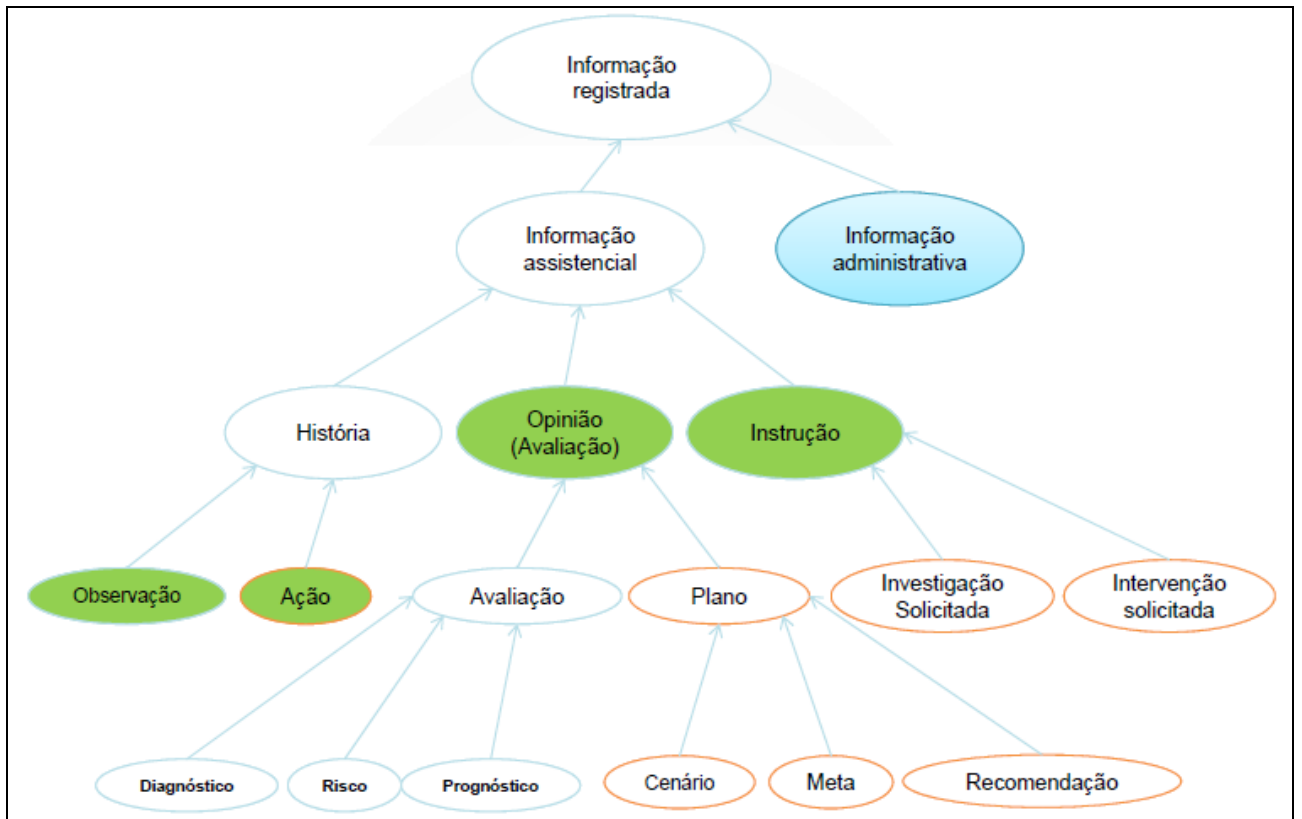 Informação
registrada
Informação
assistencial
Informação
administrativa
História
Opinião
(Avaliação)
Instrução
Observação
Ação
Avaliação
Plano
Investigação
Solicitada
Intervenção
solicitada
Diagnóstico
Risco
Prognóstico
Cenário
Meta
Recomendação